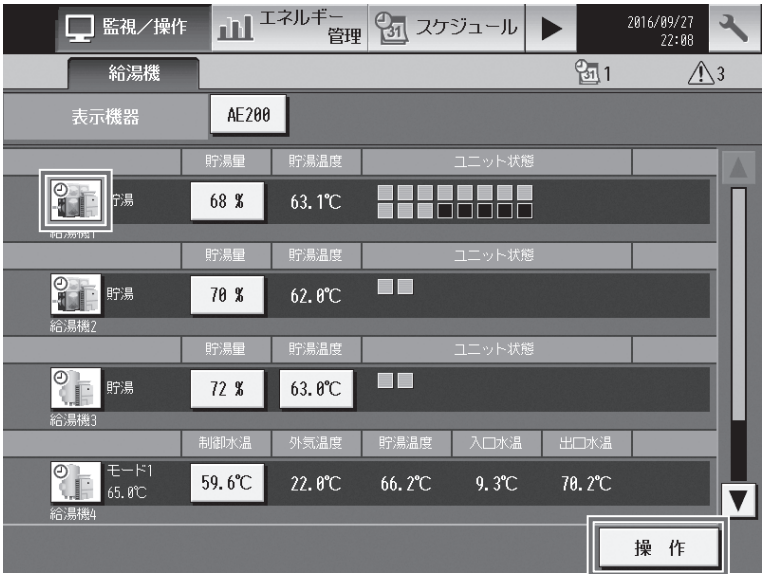 監視／操作
エネルギー
管理
31 スケジュール
2016/09/27
22:08
給湯機
31 1
3
表示機器 AE200
貯湯量 貯湯温度 ユニット状態
貯湯 68 % 63.1℃
給湯機1
貯湯量 貯湯温度 ユニット状態
貯湯 70 % 62.0℃
給湯機2
貯湯量 貯湯温度 ユニット状態
貯湯 72 % 63.0℃
給湯機3
制御水温 外気温度 貯湯温度 入口水温 出口水温
モード1
65.0℃ 59.6℃ 22.0℃ 66.2℃ 9.3℃ 70.2℃
給湯機4
操 作